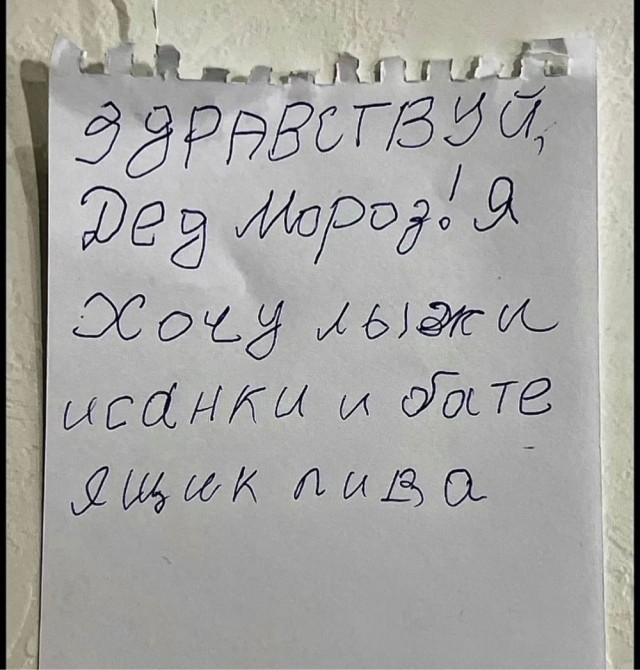 ЗДРАВСТВУЙ,
Дед Мороз! Я
Хочу лыжи
исанки и бате
ящик пива